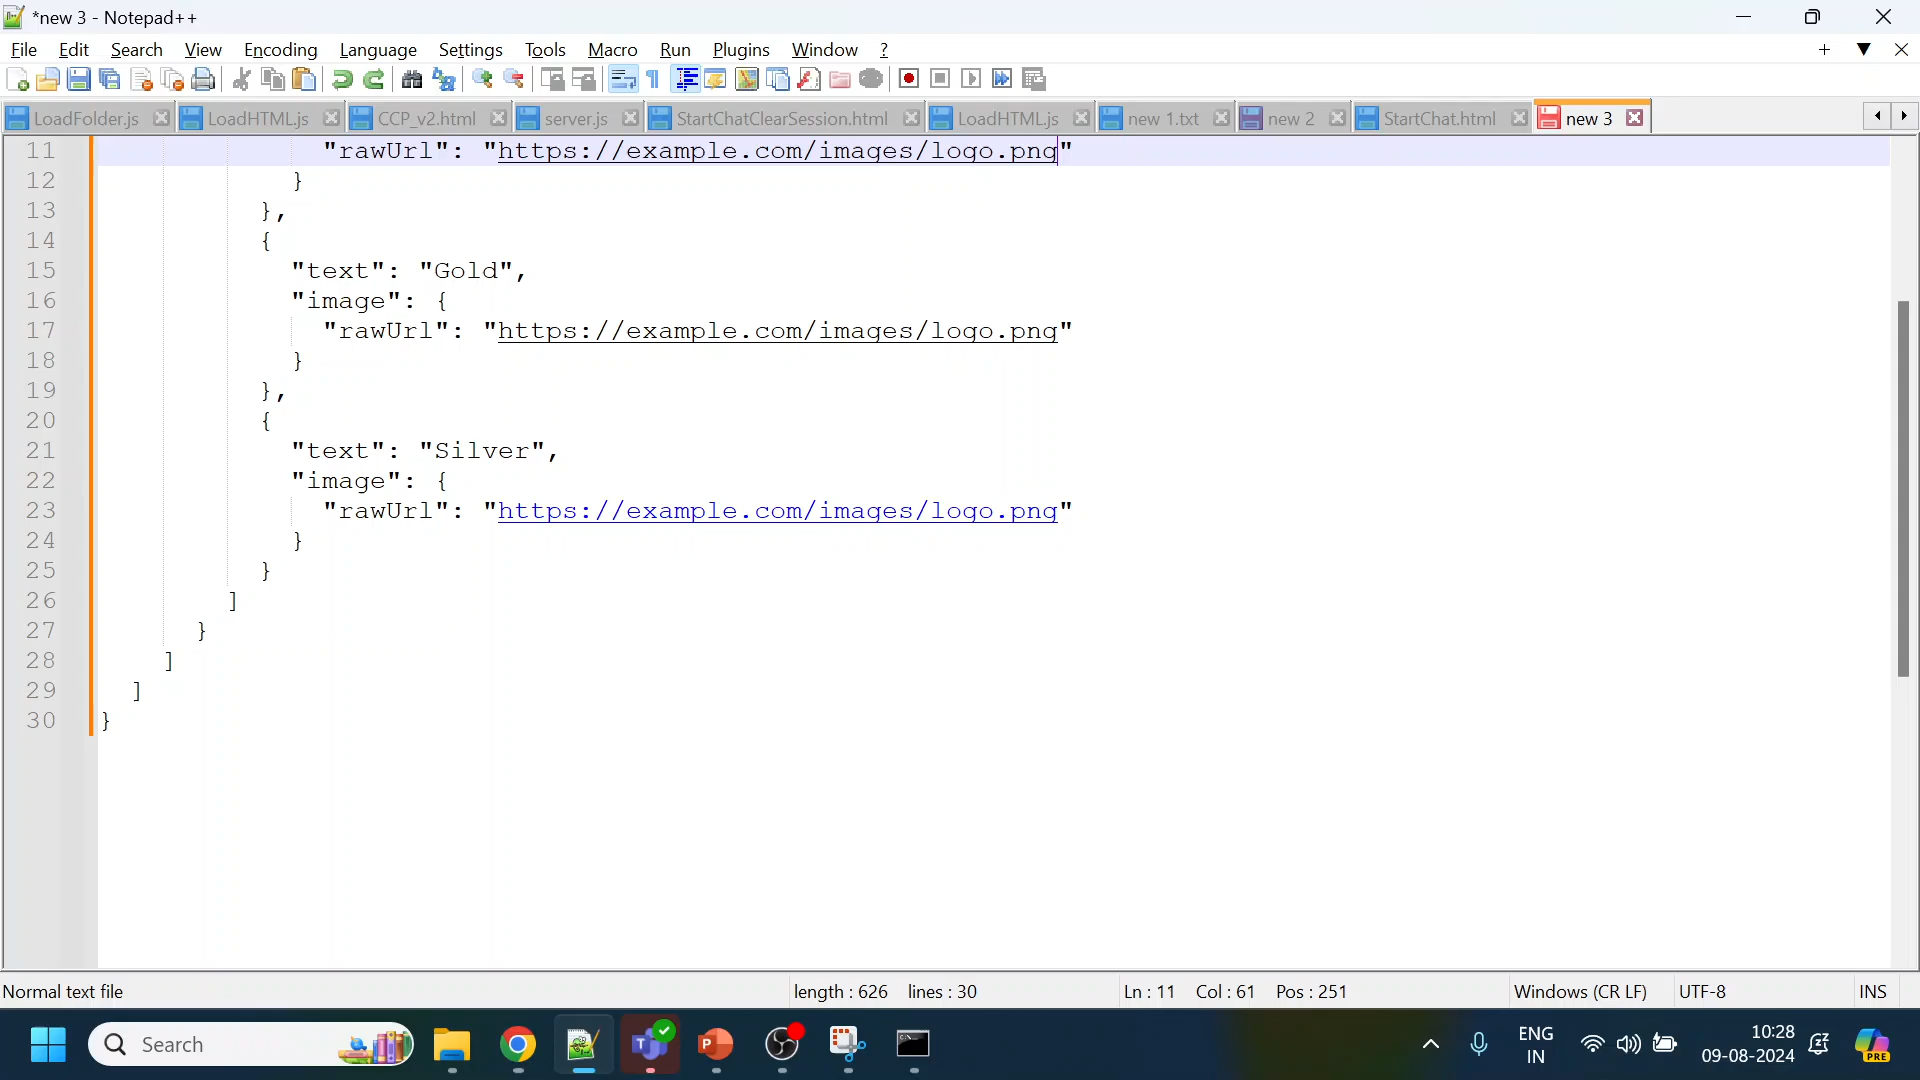 *new 3 - Notepad++
File Edit Search View Encoding Language Settings Tools Macro Run Plugins Window ?
LoadFolder.js LoadHTML.js CCP_v2.html server.js StartChatClearSession.html LoadHTML.js new 1.txt new 2 StartChat.html new 3
11 "rawUrl": "https://example.com/images/logo.png"
12 }
13 },
14 {
15 "text": "Gold",
16 "image": {
17 "rawUrl": "https://example.com/images/logo.png"
18 }
19 },
20 {
21 "text": "Silver",
22 "image": {
23 "rawUrl": "https://example.com/images/logo.png"
24 }
25 }
26 ]
27 }
28 ]
29 ]
30 }
Normal text file length : 626 lines : 30 Ln : 11 Col : 61 Pos : 251 Windows (CR LF) UTF-8 INS
Search ENG IN 10:28 09-08-2024 PRE